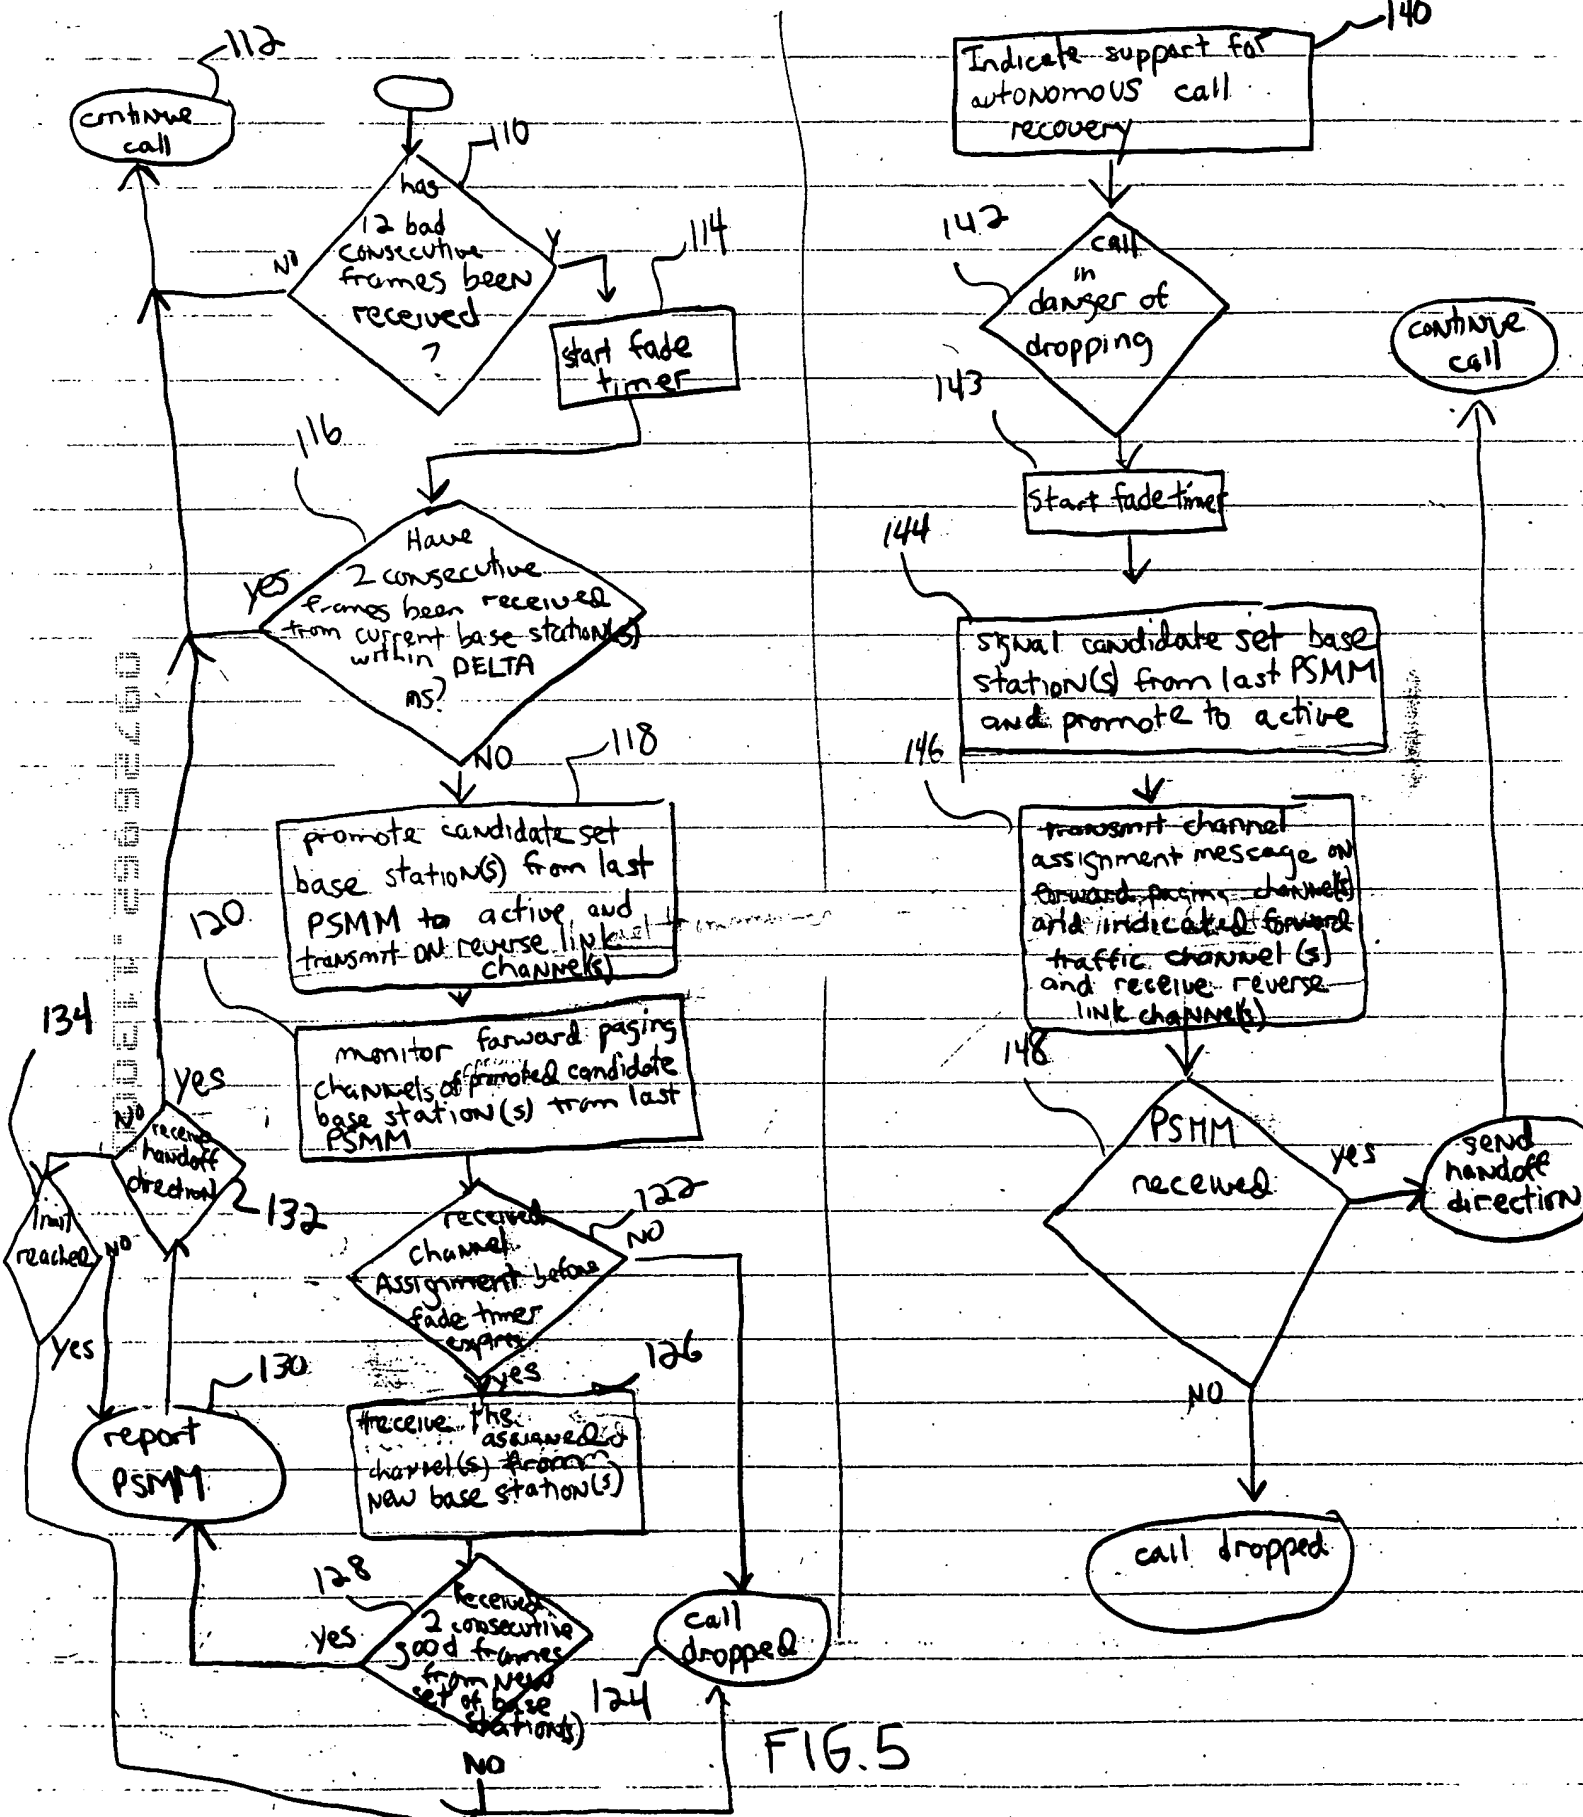 112
continue
call
110
has
12 bad
consecutive
frames been
received
?
NO
Y
114
start fade
timer
116
Have
2 consecutive
frames been received
from current base station(s)
within DELTA
ms?
yes
NO
118
promote candidate set
base station(s) from last
PSMM to active, and
transmit on reverse link
channel(s)
120
monitor forward paging
channels of promoted candidate
base station(s) from last
PSMM
134
yes
NO
receive
handoff
direction
132
limit
reached
NO
yes
122
received
channel
Assignment before
fade timer
expires
NO
yes
126
receive the
assigned
channel(s) from
new base station(s)
130
report
PSMM
128
Received
2 consecutive
good frames
from new
set of base
station(s)
yes
NO
call
dropped
124
FIG.5
140
Indicate support for
autonomous call
recovery
142
call
in
danger of
dropping
143
Start fade timer
144
signal candidate set base
station(s) from last PSMM
and promote to active
146
transmit channel
assignment message on
forward paging channel(s)
and indicated forward
traffic channel(s)
and receive reverse
link channel(s)
148
PSMM
received
yes
send
handoff
direction
continue
call
NO
call dropped